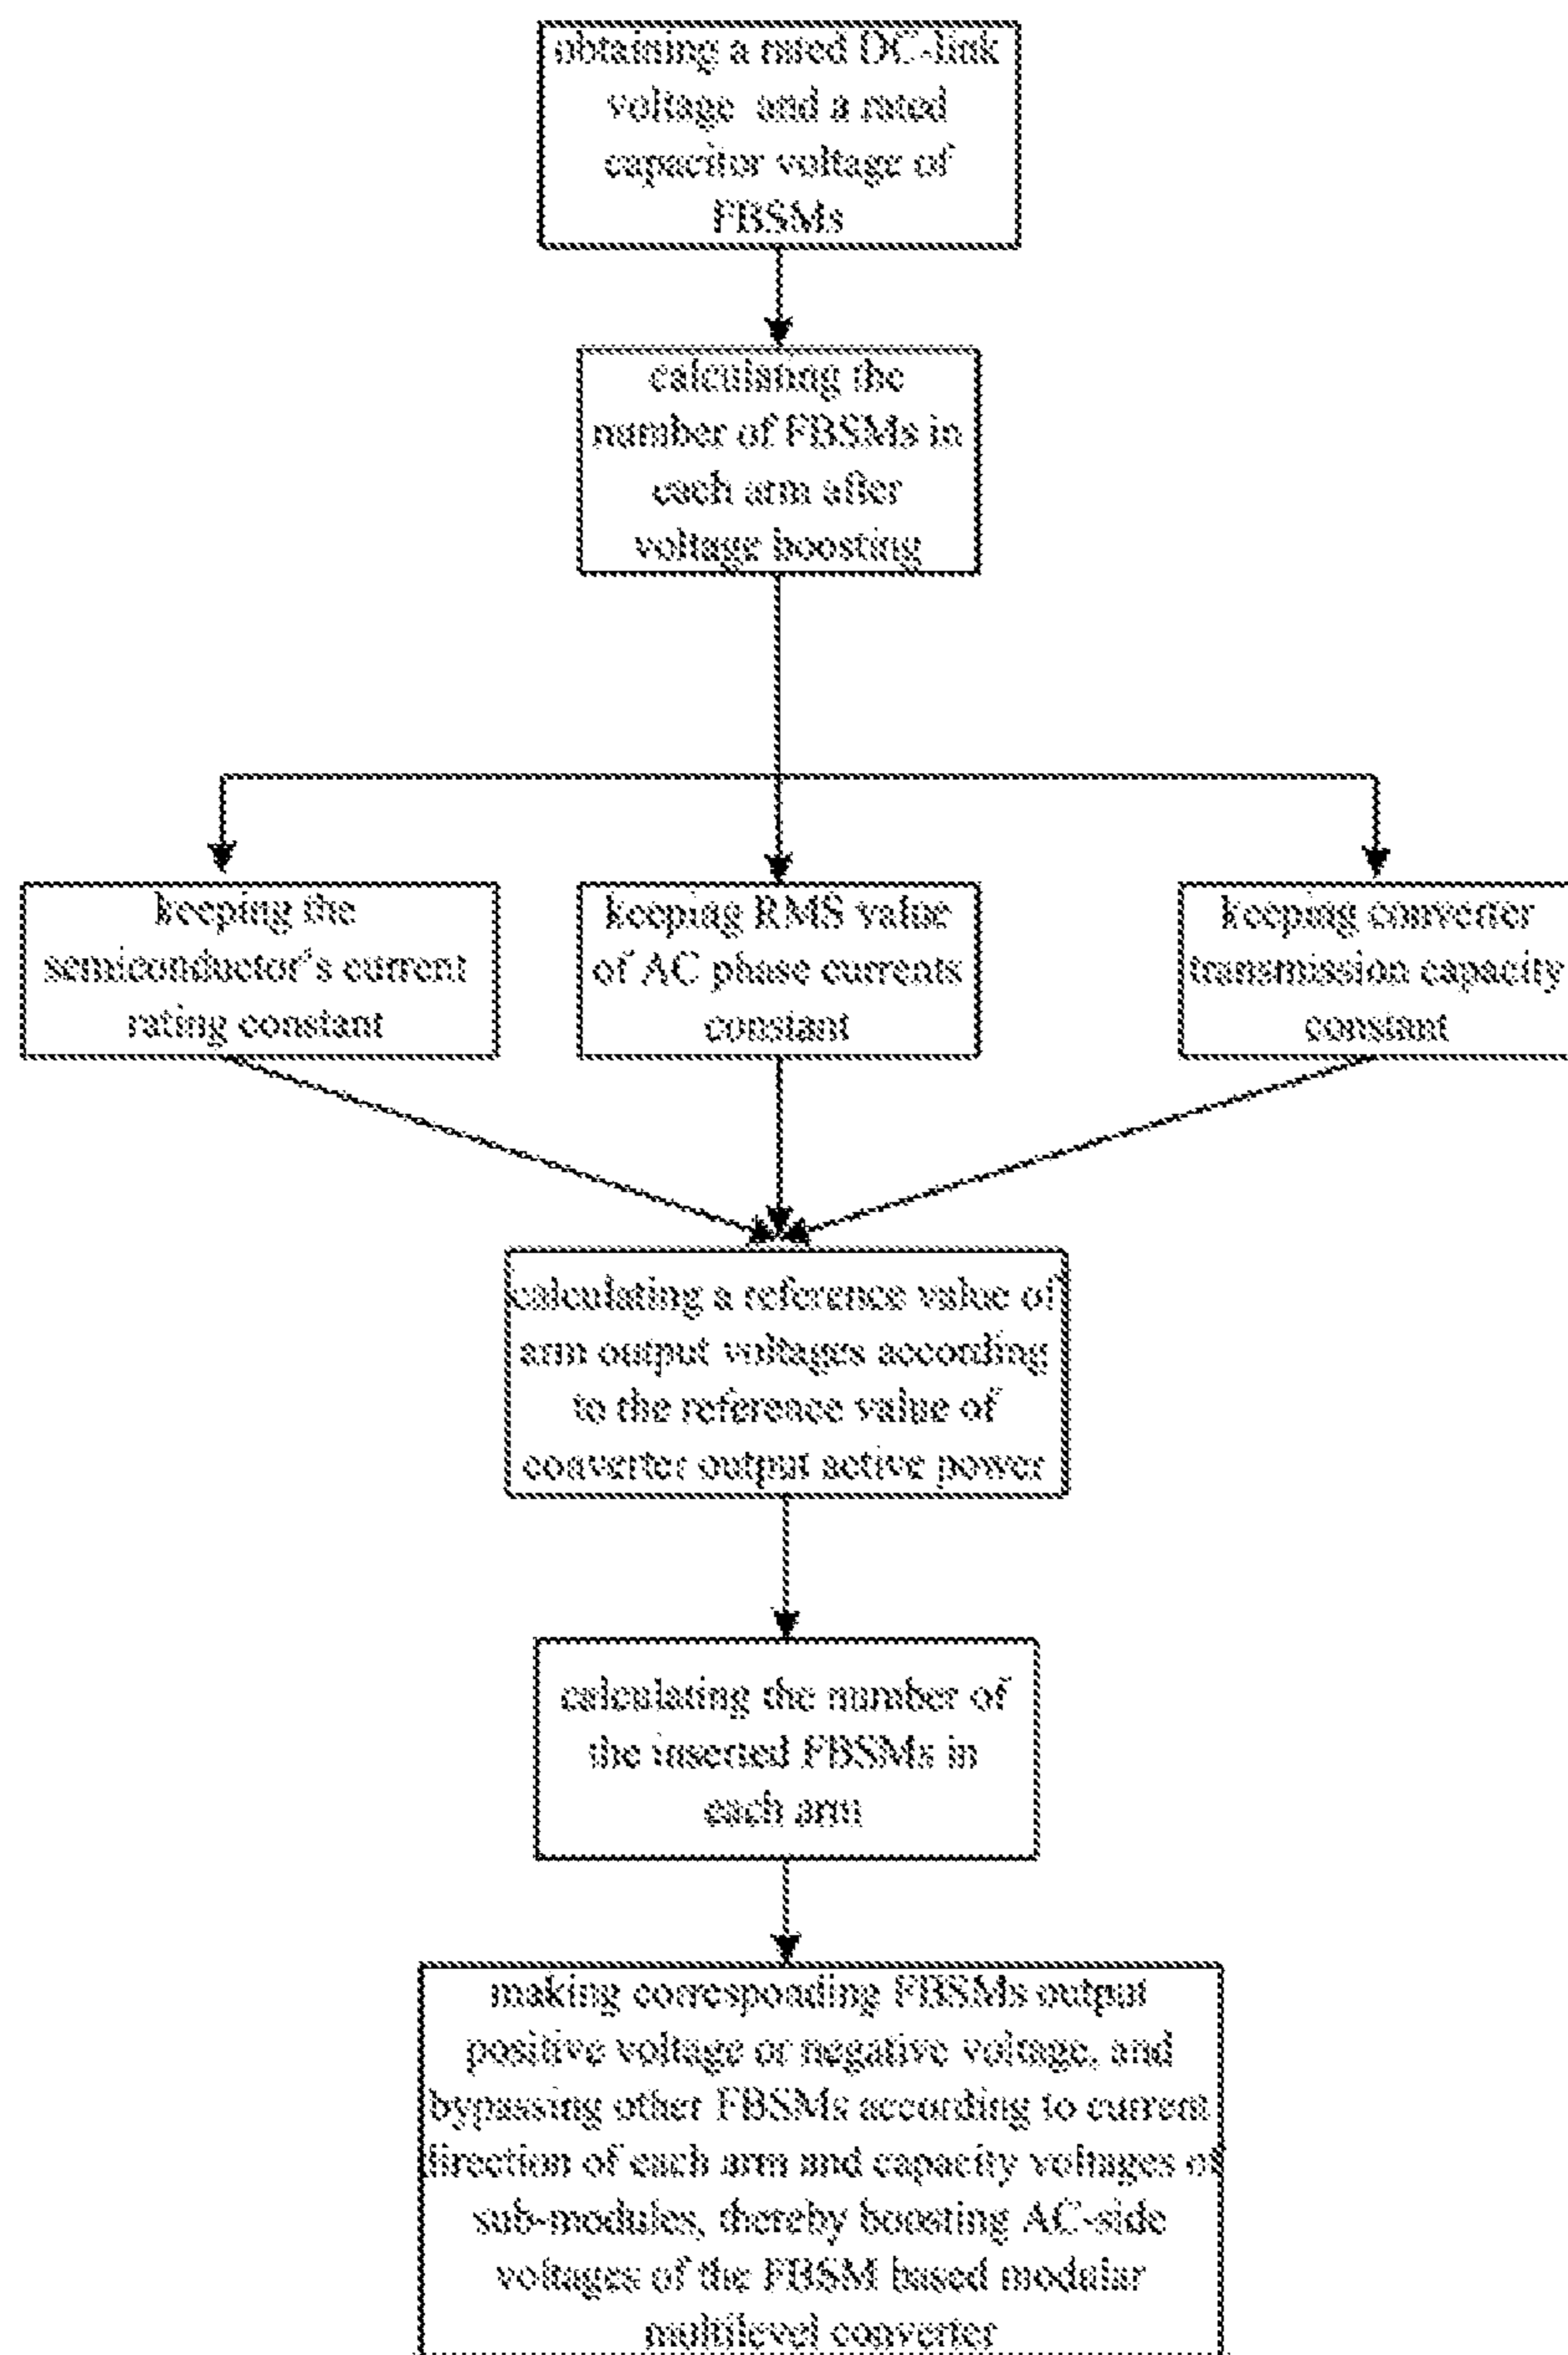 obtaining a rated DC-link
voltage and a rated
capacitor voltage of
FBSMs
calculating the
number of FBSMs in
each arm after
voltage boosting
keeping the
semiconductor's current
rating constant
keeping RMS value
of AC phase currents
constant
keeping converter
transmission capacity
constant
calculating a reference value of
arm output voltages according
to the reference value of
converter output active power
calculating the number of
the inserted FBSMs in
each arm
making corresponding FBSMs output
positive voltage or negative voltage, and
bypassing other FBSMs according to current
direction of each arm and capacity voltages of
sub-modules, thereby boosting AC-side
voltages of the FBSM based modular
multilevel converter